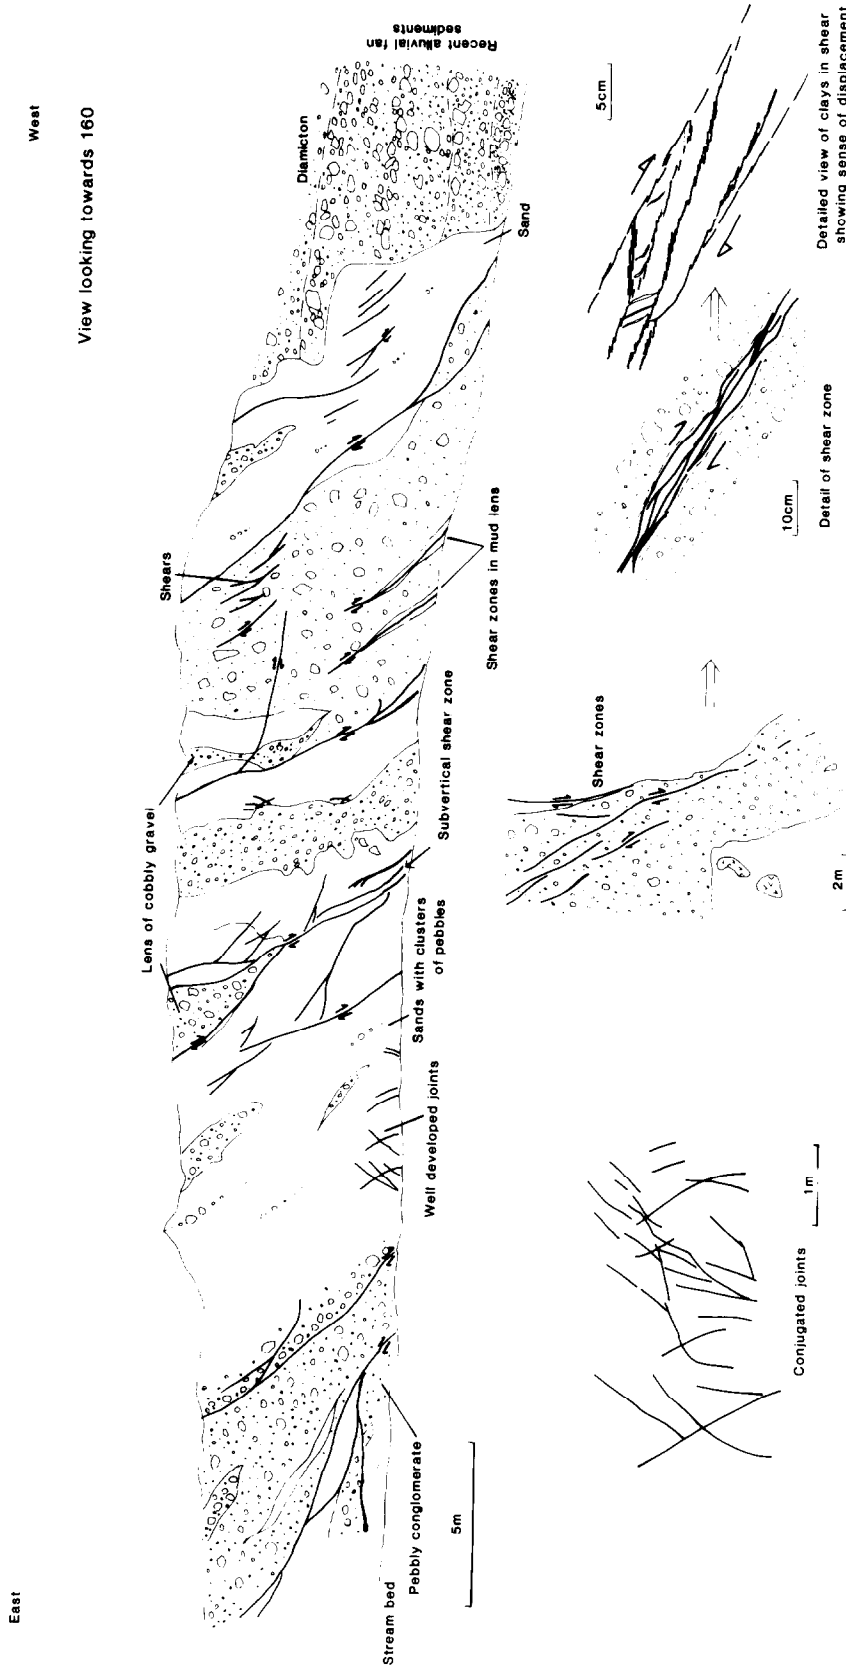 East
West
View looking towards 160
Recent alluvial fan
sediments
Diamicton
Sand
Shears
Shear zones in mud lens
Lens of cobbly gravel
Subvertical shear zone
Sands with clusters
of pebbles
Well developed joints
Pebbly conglomerate
Stream bed
5m
Conjugated joints
1m
Shear zones
2m
10cm
Detail of shear zone
5cm
Detailed view of clays in shear
showing sense of displacement